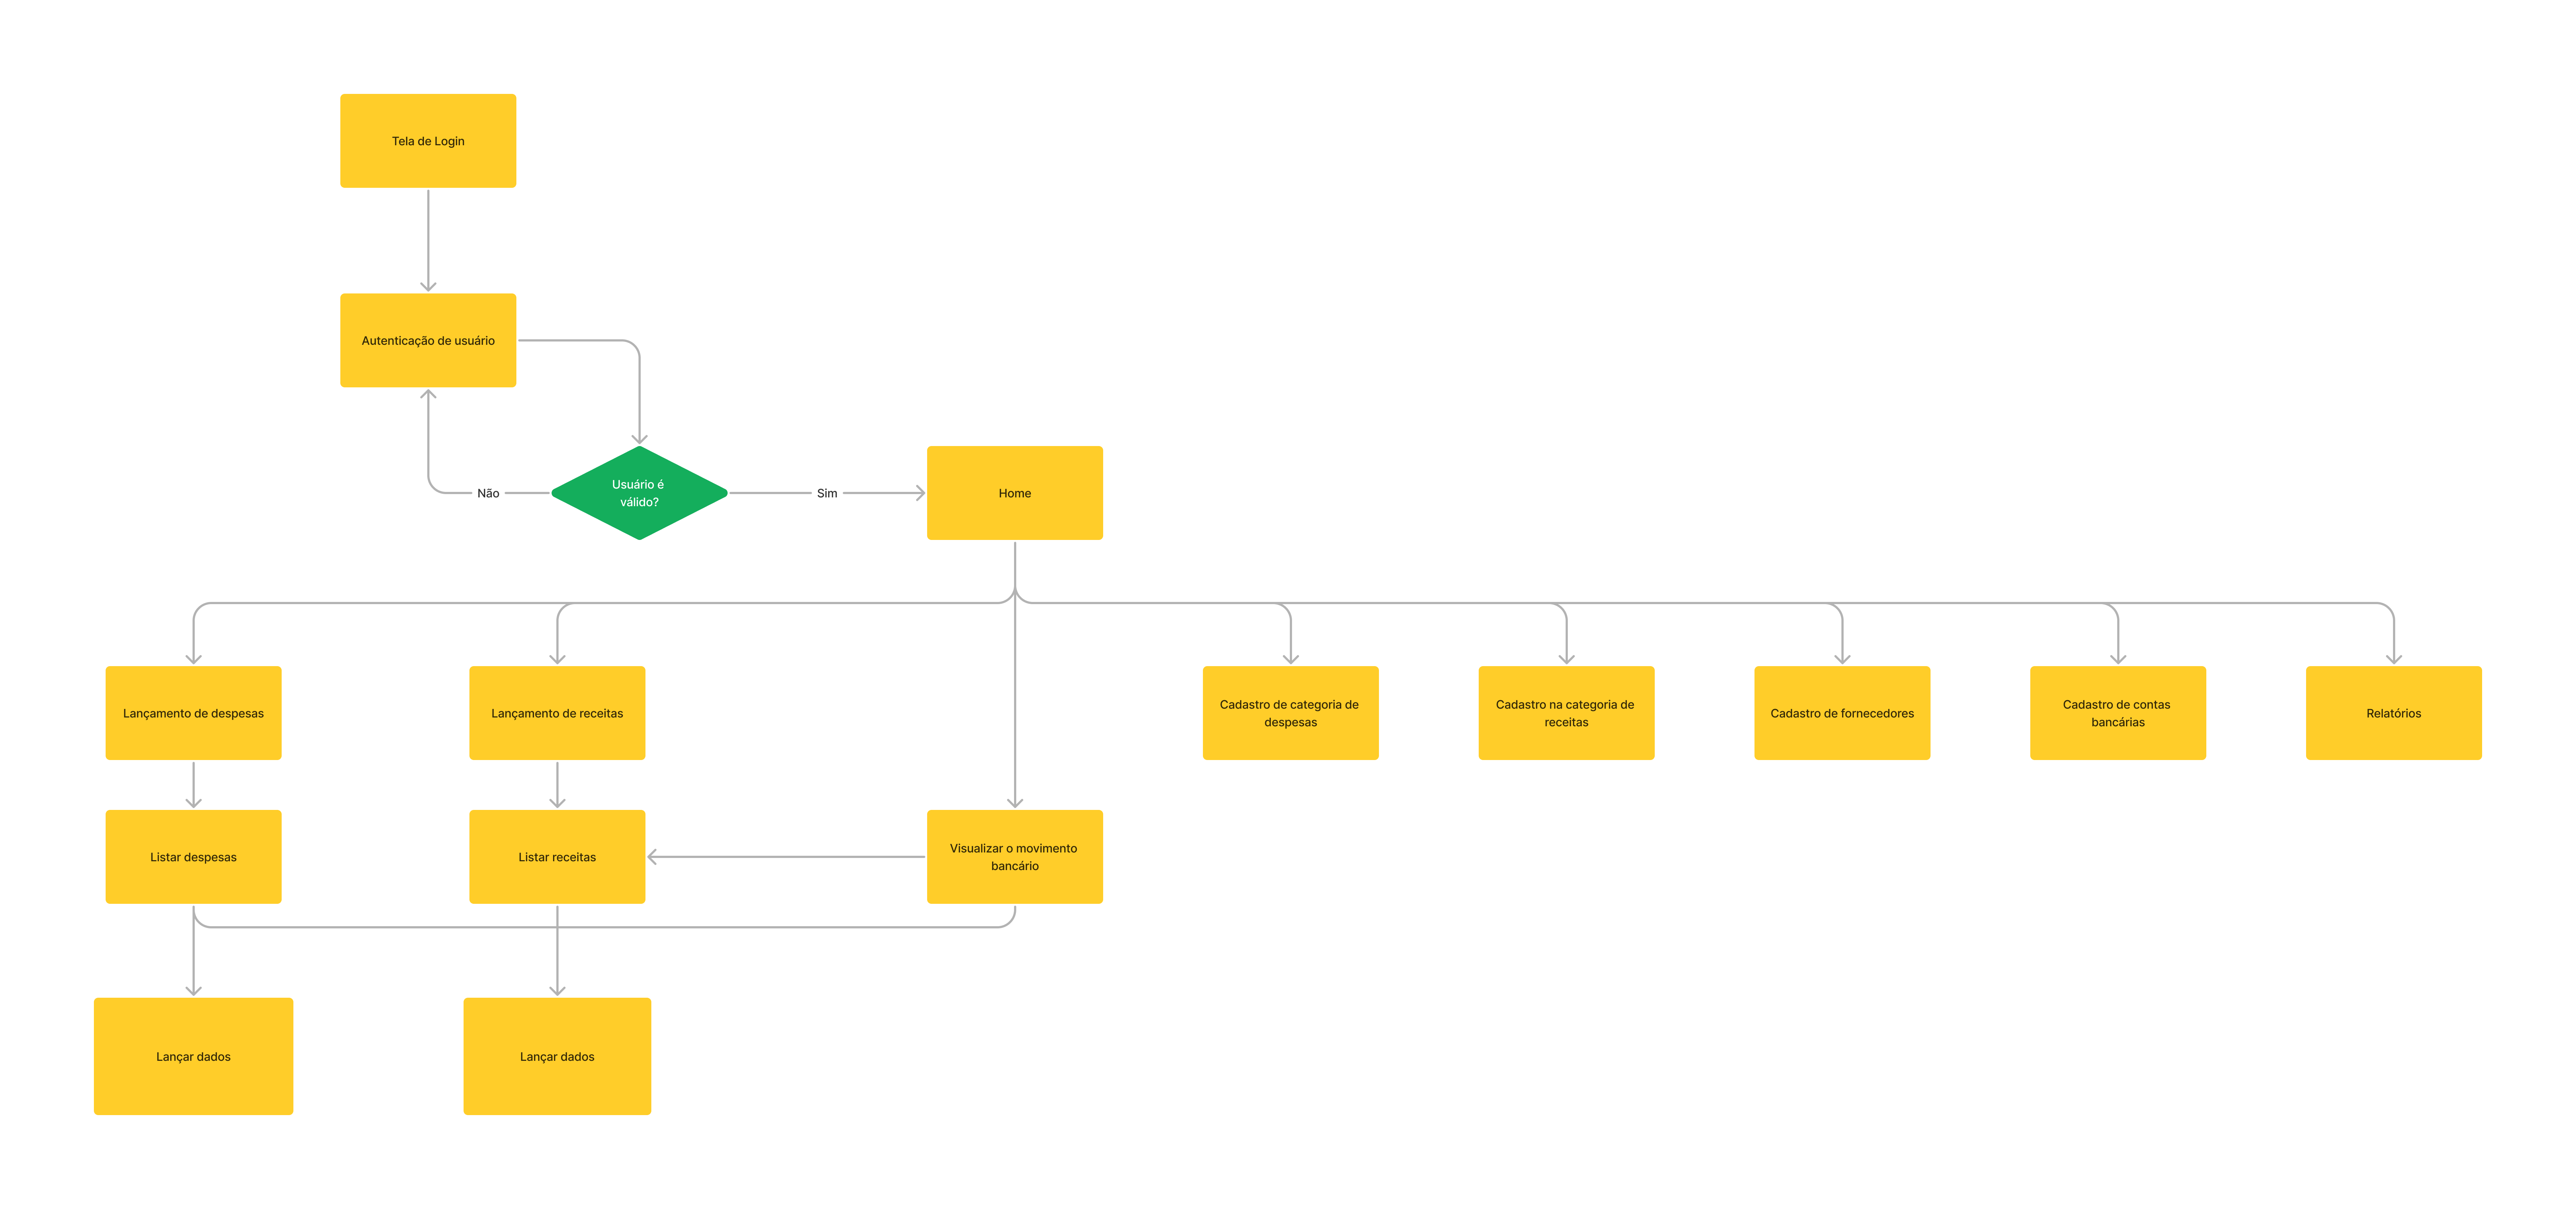 Tela de Login
Autenticação de usuário
Usuário é
válido?
Não
Sim
Home
Lançamento de despesas
Lançamento de receitas
Cadastro de categoria de
despesas
Cadastro na categoria de
receitas
Cadastro de fornecedores
Cadastro de contas
bancárias
Relatórios
Listar despesas
Listar receitas
Visualizar o movimento
bancário
Lançar dados
Lançar dados